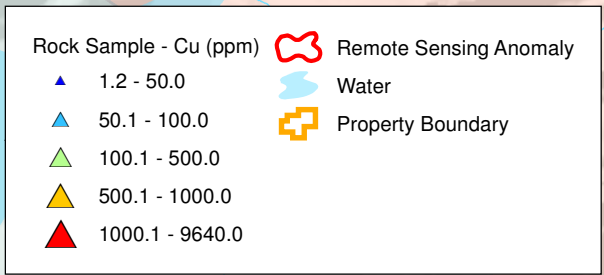 Rock Sample - Cu (ppm)
1.2 - 50.0
50.1 - 100.0
100.1 - 500.0
500.1 - 1000.0
1000.1 - 9640.0
Remote Sensing Anomaly
Water
Property Boundary